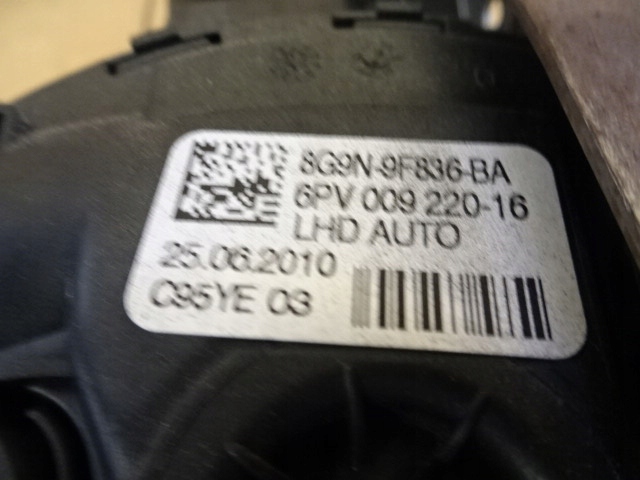 8G9N-9F836-BA
6PV 009 220-16
LHD AUTO
25.06.2010
C95YE 03